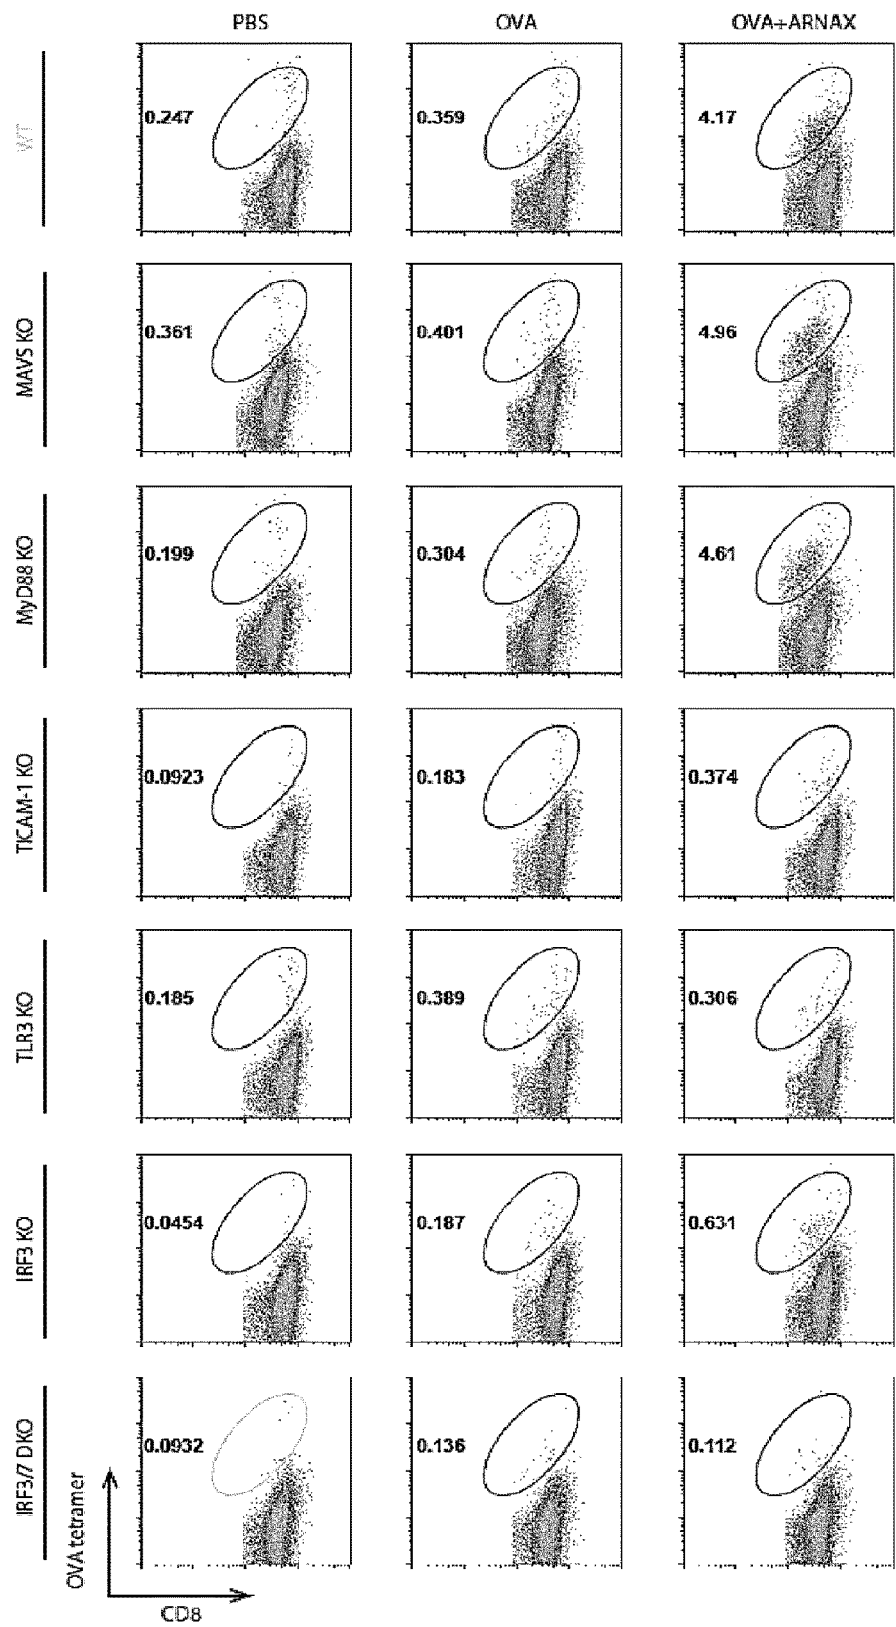 PBS OVA OVA+ARNAX
WT 0.247 0.359 4.17
MAVS KO 0.361 0.401 4.96
MyD88 KO 0.199 0.304 4.61
TICAM-1 KO 0.0923 0.183 0.374
TLR3 KO 0.185 0.389 0.306
IRF3 KO 0.0454 0.187 0.631
IRF3/7 DKO 0.0932 0.136 0.112
OVA tetramer
CD8